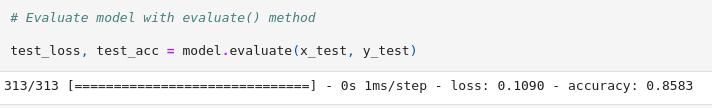 # Evaluate model with evaluate() method
test_loss, test_acc = model.evaluate(x_test, y_test)
313/313 [==============================] - 0s 1ms/step - loss: 0.1090 - accuracy: 0.8583